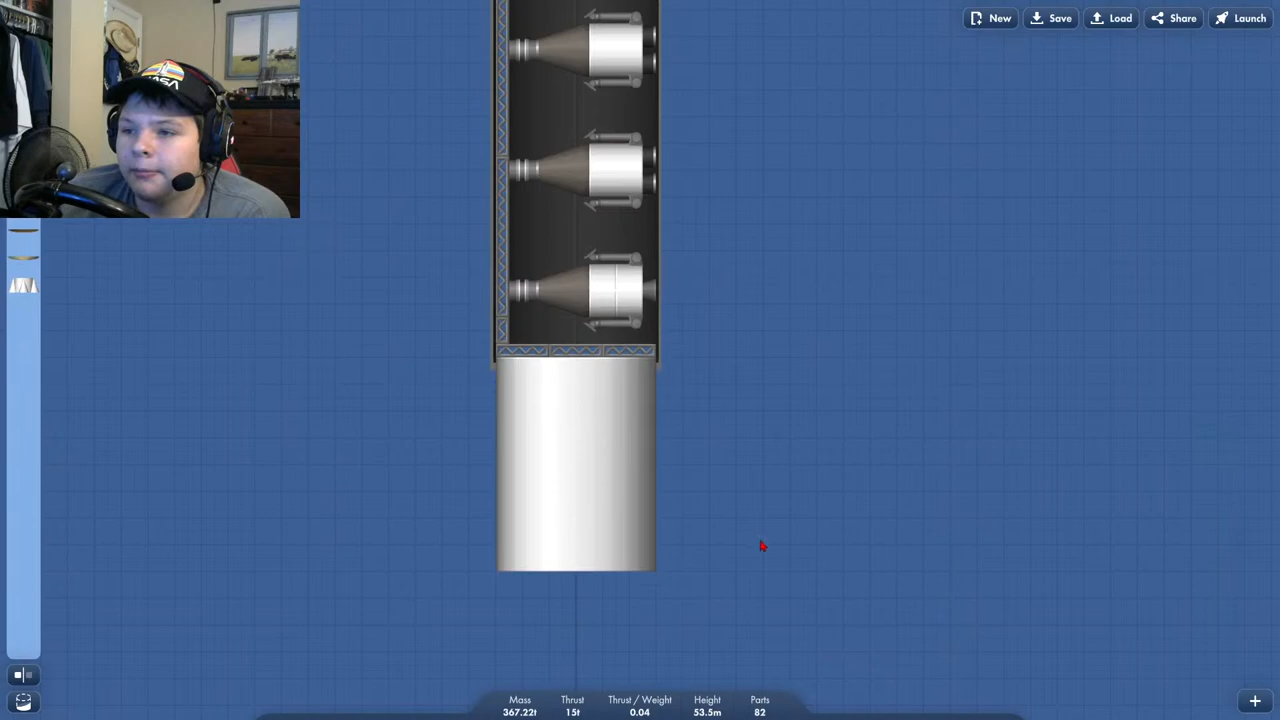 New Save Load Share Launch
NASA
Mass Thrust Thrust / Weight Height Parts
367.22t 15t 0.04 53.5m 82